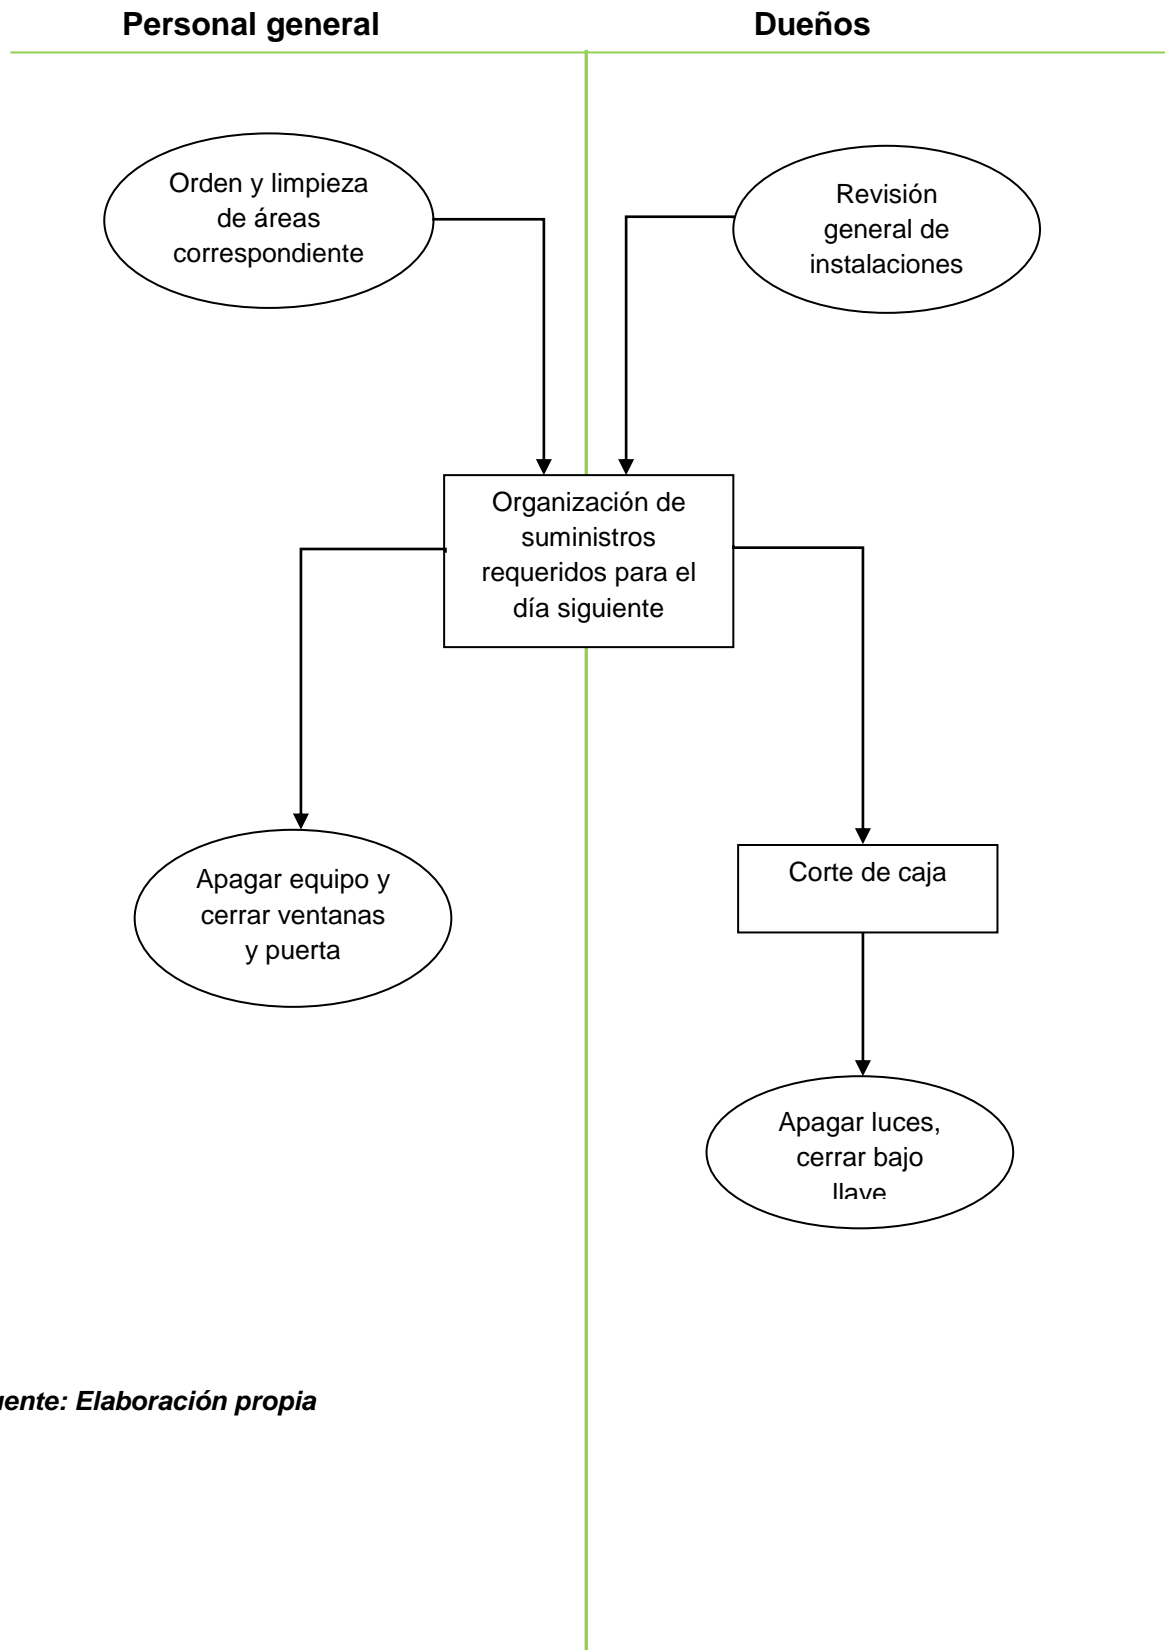 Personal general
Dueños
Orden y limpieza
de áreas
correspondiente
Revisión
general de
instalaciones
Organización de
suministros
requeridos para el
día siguiente
Apagar equipo y
cerrar ventanas
y puerta
Corte de caja
Apagar luces,
cerrar bajo
llave
uente: Elaboración propia